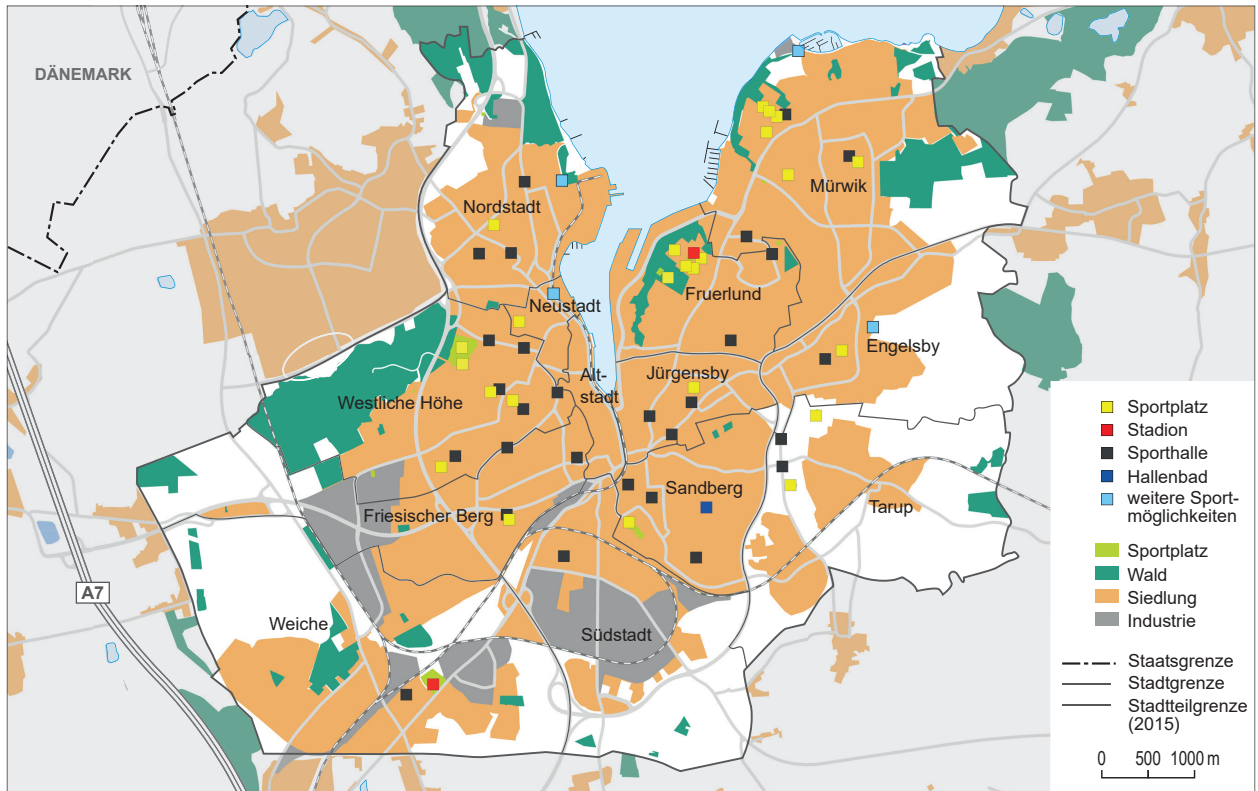 DÄNEMARK
Nordstadt
Mürwik
Neustadt
Fruerlund
Engelsby
Alt-
stadt
Jürgensby
Westliche Höhe
Sandberg
Tarup
Friesischer Berg
Weiche
Südstadt
A7
Sportplatz
Stadion
Sporthalle
Hallenbad
weitere Sport-
möglichkeiten
Sportplatz
Wald
Siedlung
Industrie
Staatsgrenze
Stadtgrenze
Stadtteilgrenze
(2015)
0 500 1000 m